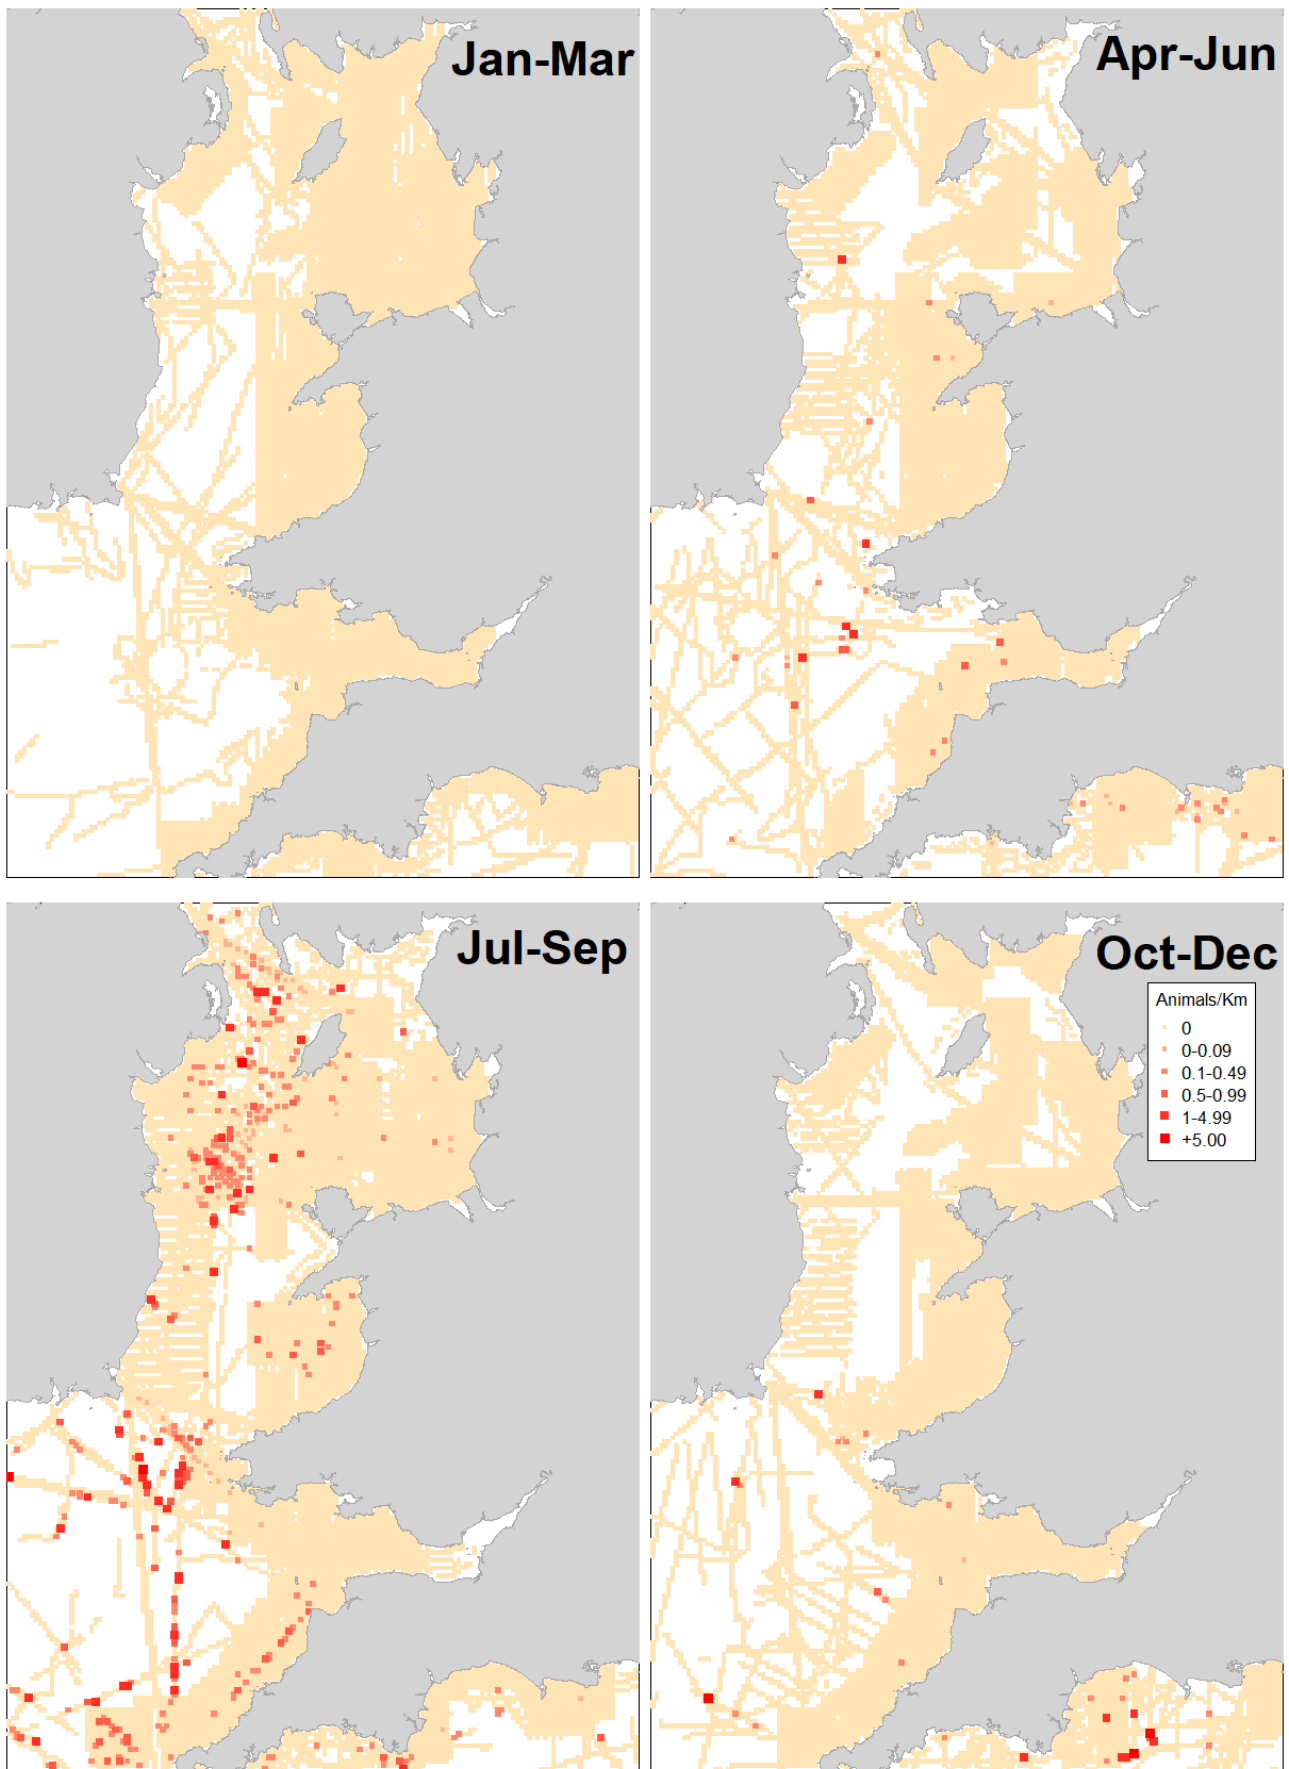 Jan-Mar
Apr-Jun
Jul-Sep
Oct-Dec
Animals/Km
0
0-0.09
0.1-0.49
0.5-0.99
1-4.99
+5.00